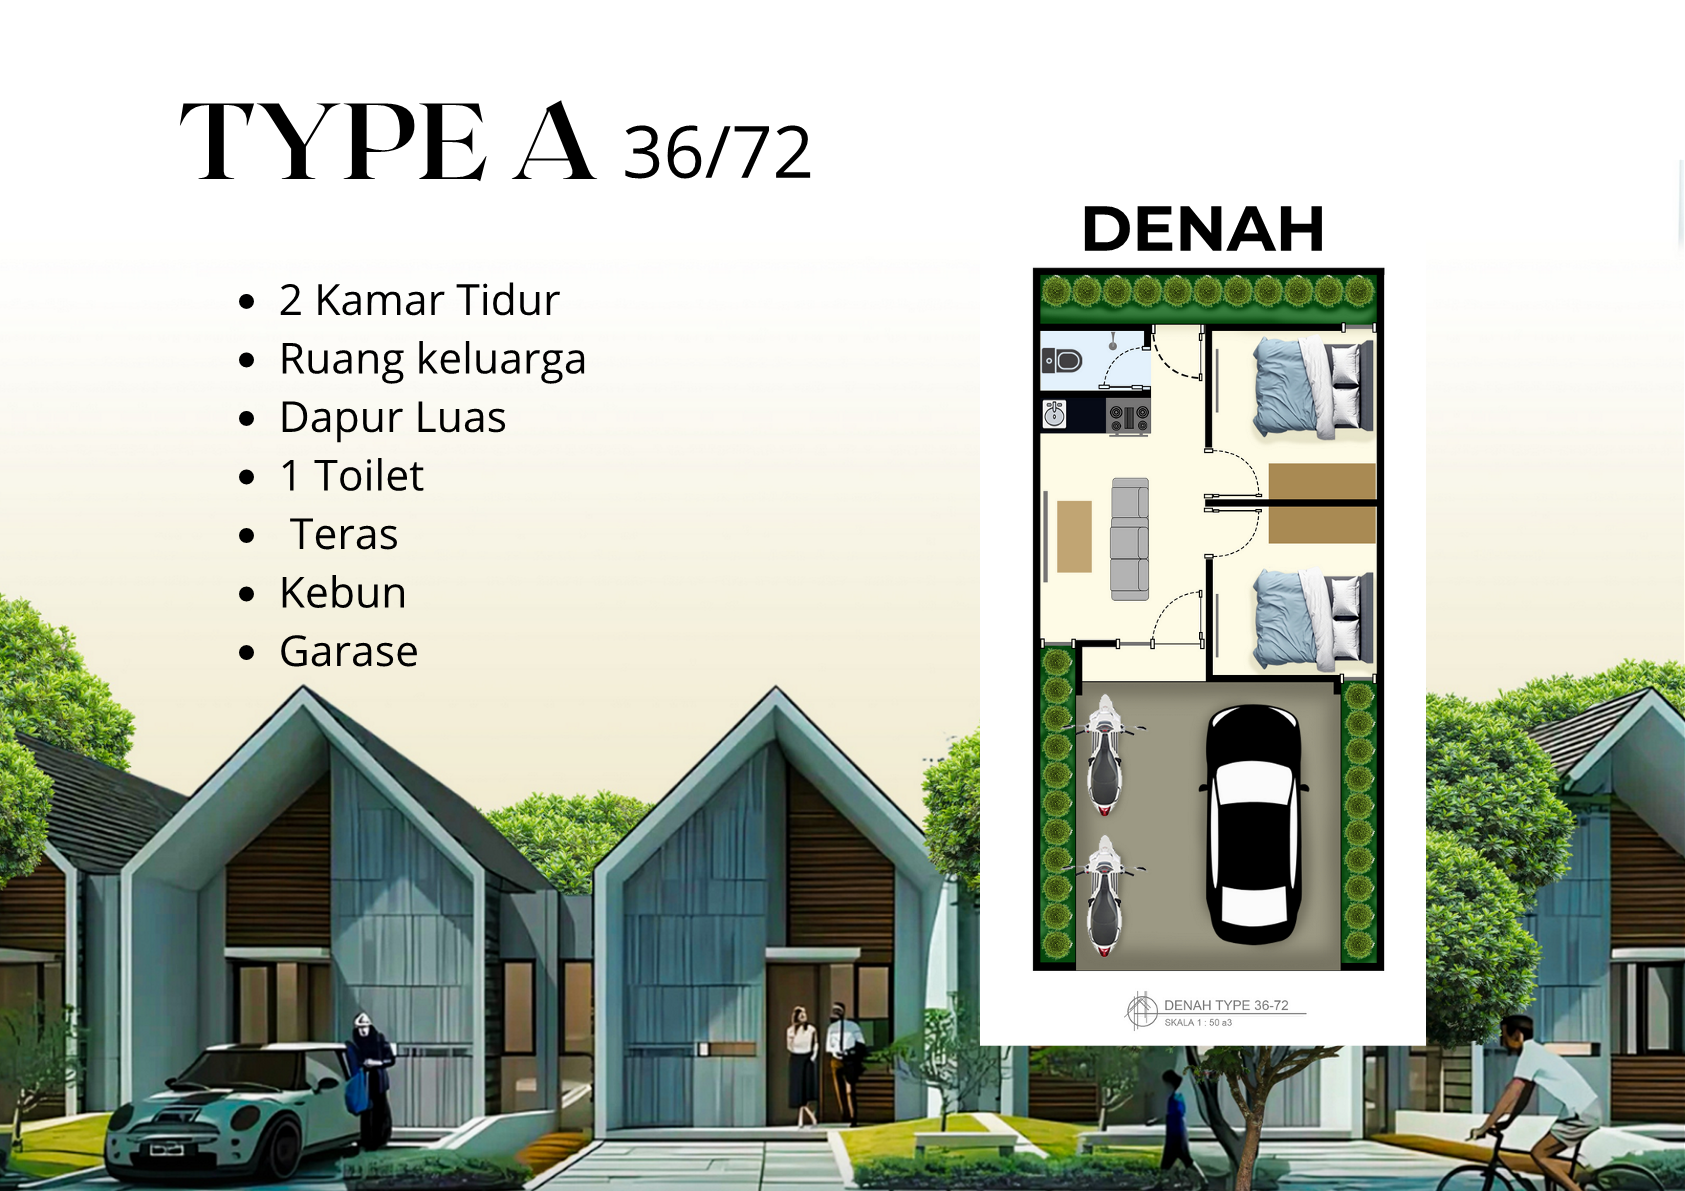 TYPE A 36/72
DENAH
• 2 Kamar Tidur
• Ruang keluarga
• Dapur Luas
• 1 Toilet
• Teras
• Kebun
• Garase
DENAH TYPE 36-72
SKALA 1 : 50 a3